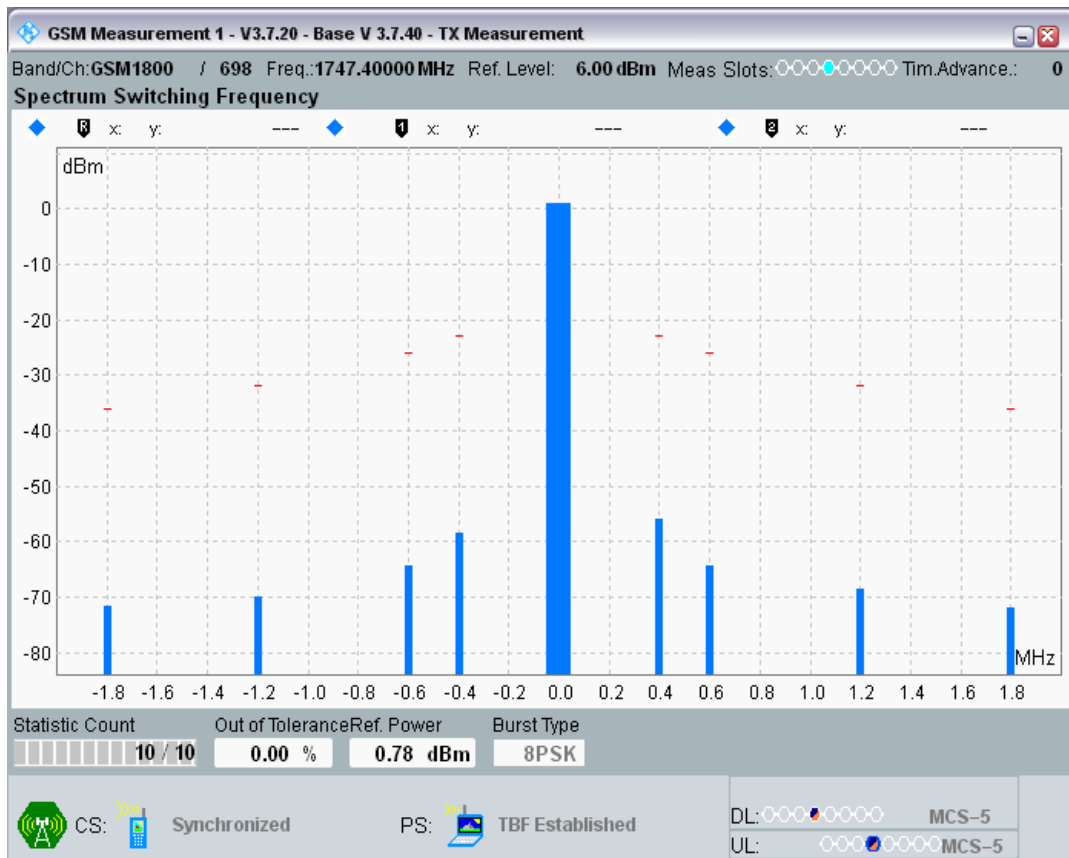 GSM Measurement 1 - V3.7.20 - Base V 3.7.40 - TX Measurement
Band/Ch:GSM1800 / 698 Freq.:1747.40000 MHz Ref. Level: 6.00 dBm Meas Slots: Tim.Advance.: 0
Spectrum Switching Frequency
R x: y: --- 1 x: y: --- 2 x: y: ---
dBm
0
-10
-20
-30
-40
-50
-60
-70
-80
MHz
-1.8 -1.6 -1.4 -1.2 -1.0 -0.8 -0.6 -0.4 -0.2 0.0 0.2 0.4 0.6 0.8 1.0 1.2 1.4 1.6 1.8
Statistic Count Out of Tolerance Ref. Power Burst Type
10 / 10 0.00 % 0.78 dBm 8PSK
CS: Synchronized PS: TBF Established DL: MCS-5
UL: MCS-5